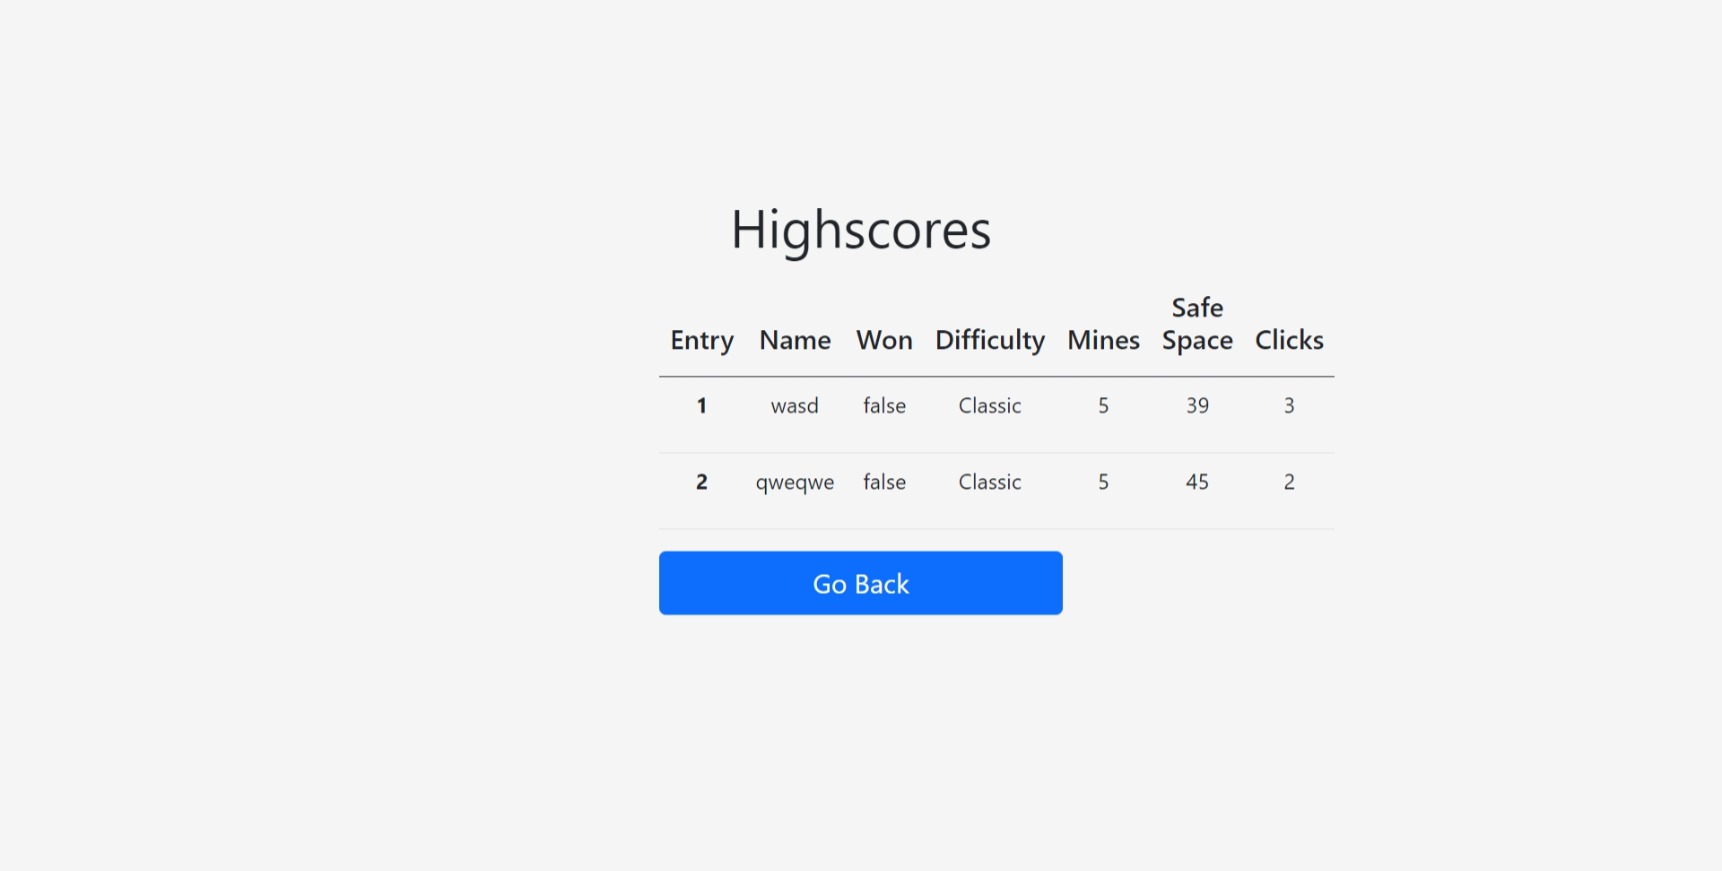 Highscores
Entry Name Won Difficulty Mines Safe Space Clicks
1 wasd false Classic 5 39 3
2 qweqwe false Classic 5 45 2
Go Back